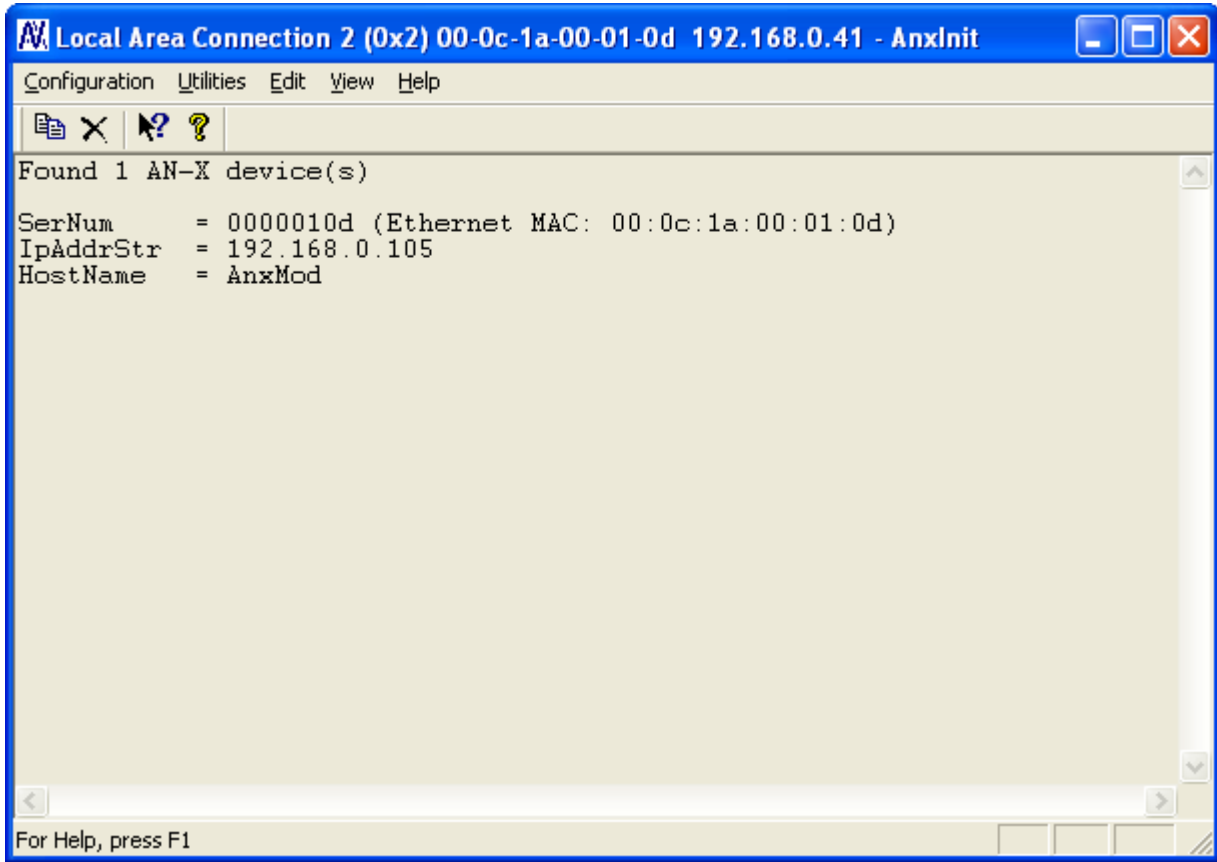 Local Area Connection 2 (0x2) 00-0c-1a-00-01-0d 192.168.0.41 - AnxInit
Configuration Utilities Edit View Help
Found 1 AN-X device(s)
SerNum = 0000010d (Ethernet MAC: 00:0c:1a:00:01:0d)
IpAddrStr = 192.168.0.105
HostName = AnxMod
For Help, press F1